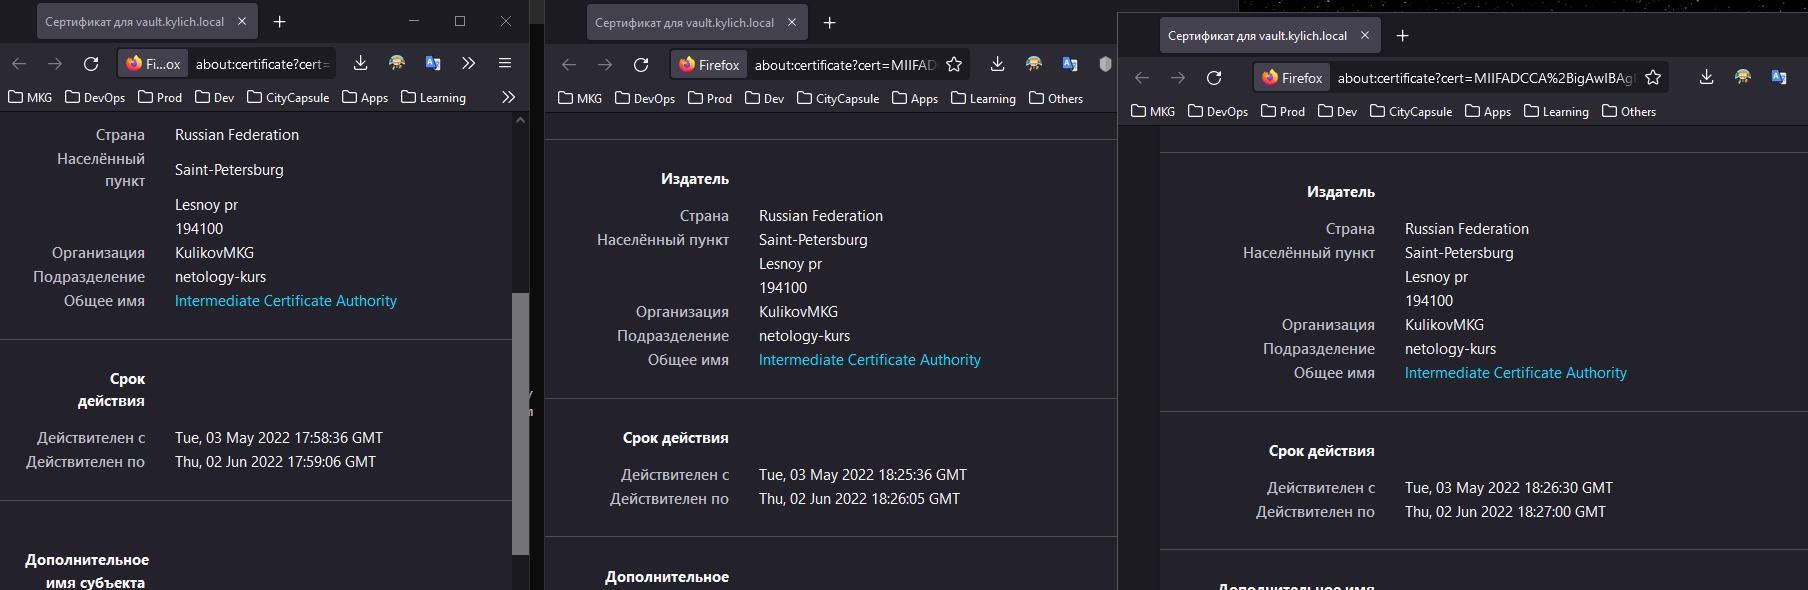 Сертификат для vault.kylich.local
Fi...ox about:certificate?cert=
MKG DevOps Prod Dev CityCapsule Apps Learning
Страна Russian Federation
Населённый
пункт Saint-Petersburg
Lesnoy pr
194100
Организация KulikovMKG
Подразделение netology-kurs
Общее имя Intermediate Certificate Authority
Срок
действия
Действителен с Tue, 03 May 2022 17:58:36 GMT
Действителен по Thu, 02 Jun 2022 17:59:06 GMT
Дополнительное
имя субъекта
Сертификат для vault.kylich.local
Firefox about:certificate?cert=MIIFAD
MKG DevOps Prod Dev CityCapsule Apps Learning Others
Издатель
Страна Russian Federation
Населённый пункт Saint-Petersburg
Lesnoy pr
194100
Организация KulikovMKG
Подразделение netology-kurs
Общее имя Intermediate Certificate Authority
Срок действия
Действителен с Tue, 03 May 2022 18:25:36 GMT
Действителен по Thu, 02 Jun 2022 18:26:05 GMT
Дополнительное
Сертификат для vault.kylich.local
Firefox about:certificate?cert=MIIFADCCA%2BigAwIBAg
MKG DevOps Prod Dev CityCapsule Apps Learning Others
Издатель
Страна Russian Federation
Населённый пункт Saint-Petersburg
Lesnoy pr
194100
Организация KulikovMKG
Подразделение netology-kurs
Общее имя Intermediate Certificate Authority
Срок действия
Действителен с Tue, 03 May 2022 18:26:30 GMT
Действителен по Thu, 02 Jun 2022 18:27:00 GMT
Дополнительное имя